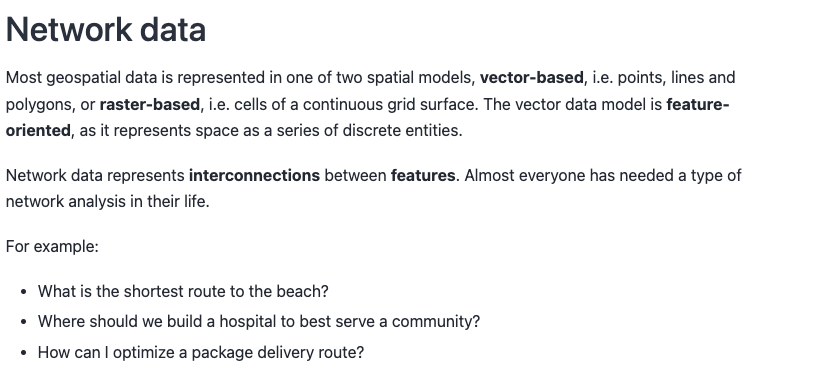 Network data
Most geospatial data is represented in one of two spatial models, vector-based, i.e. points, lines and
polygons, or raster-based, i.e. cells of a continuous grid surface. The vector data model is feature-
oriented, as it represents space as a series of discrete entities.
Network data represents interconnections between features. Almost everyone has needed a type of
network analysis in their life.
For example:
• What is the shortest route to the beach?
• Where should we build a hospital to best serve a community?
• How can I optimize a package delivery route?